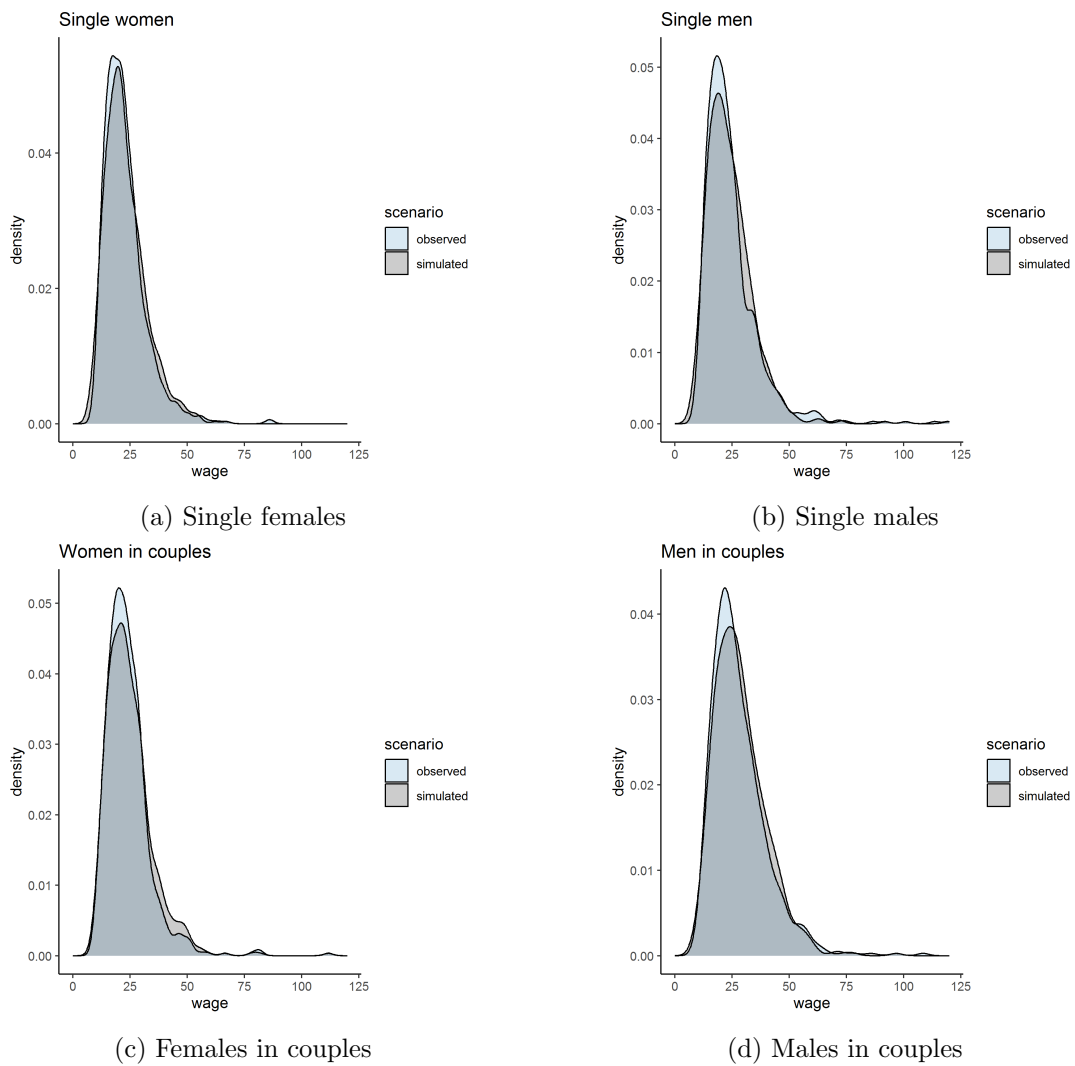 Single women
0.04
0.02
0.00
density
0 25 50 75 100 125
wage
scenario
observed
simulated
(a) Single females
Single men
0.05
0.04
0.03
0.02
0.01
0.00
density
0 25 50 75 100 125
wage
scenario
observed
simulated
(b) Single males
Women in couples
0.05
0.04
0.03
0.02
0.01
0.00
density
0 25 50 75 100 125
wage
scenario
observed
simulated
(c) Females in couples
Men in couples
0.04
0.03
0.02
0.01
0.00
density
0 25 50 75 100 125
wage
scenario
observed
simulated
(d) Males in couples